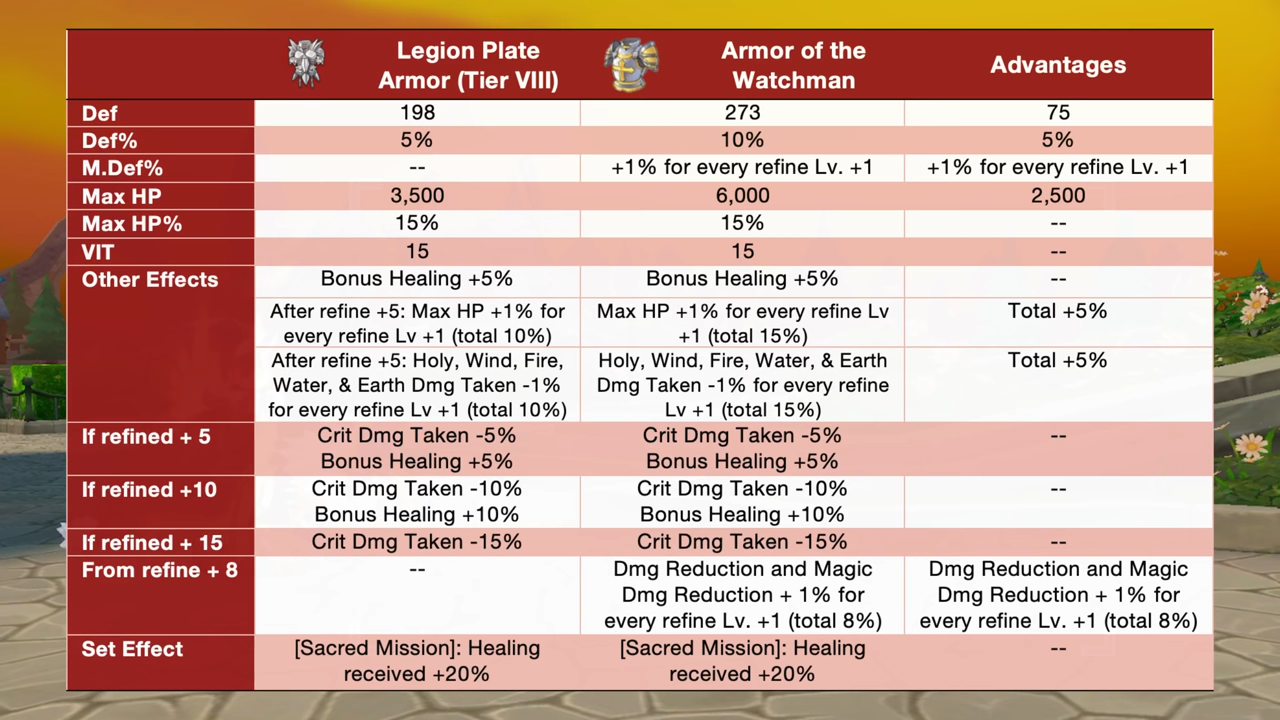 Legion Plate Armor (Tier VIII) Armor of the Watchman Advantages
Def 198 273 75
Def% 5% 10% 5%
M.Def% -- +1% for every refine Lv. +1 +1% for every refine Lv. +1
Max HP 3,500 6,000 2,500
Max HP% 15% 15% --
VIT 15 15 --
Other Effects Bonus Healing +5% Bonus Healing +5% --
After refine +5: Max HP +1% for
every refine Lv +1 (total 10%)
Max HP +1% for every refine Lv
+1 (total 15%)
Total +5%
After refine +5: Holy, Wind, Fire,
Water, & Earth Dmg Taken -1%
for every refine Lv +1 (total 10%)
Holy, Wind, Fire, Water, & Earth
Dmg Taken -1% for every refine
Lv +1 (total 15%)
Total +5%
If refined + 5
Crit Dmg Taken -5%
Bonus Healing +5%
Crit Dmg Taken -5%
Bonus Healing +5%
--
If refined +10
Crit Dmg Taken -10%
Bonus Healing +10%
Crit Dmg Taken -10%
Bonus Healing +10%
--
If refined + 15 Crit Dmg Taken -15% Crit Dmg Taken -15% --
From refine + 8
--
Dmg Reduction and Magic
Dmg Reduction + 1% for
every refine Lv. +1 (total 8%)
Dmg Reduction and Magic
Dmg Reduction + 1% for
every refine Lv. +1 (total 8%)
Set Effect
[Sacred Mission]: Healing
received +20%
[Sacred Mission]: Healing
received +20%
--